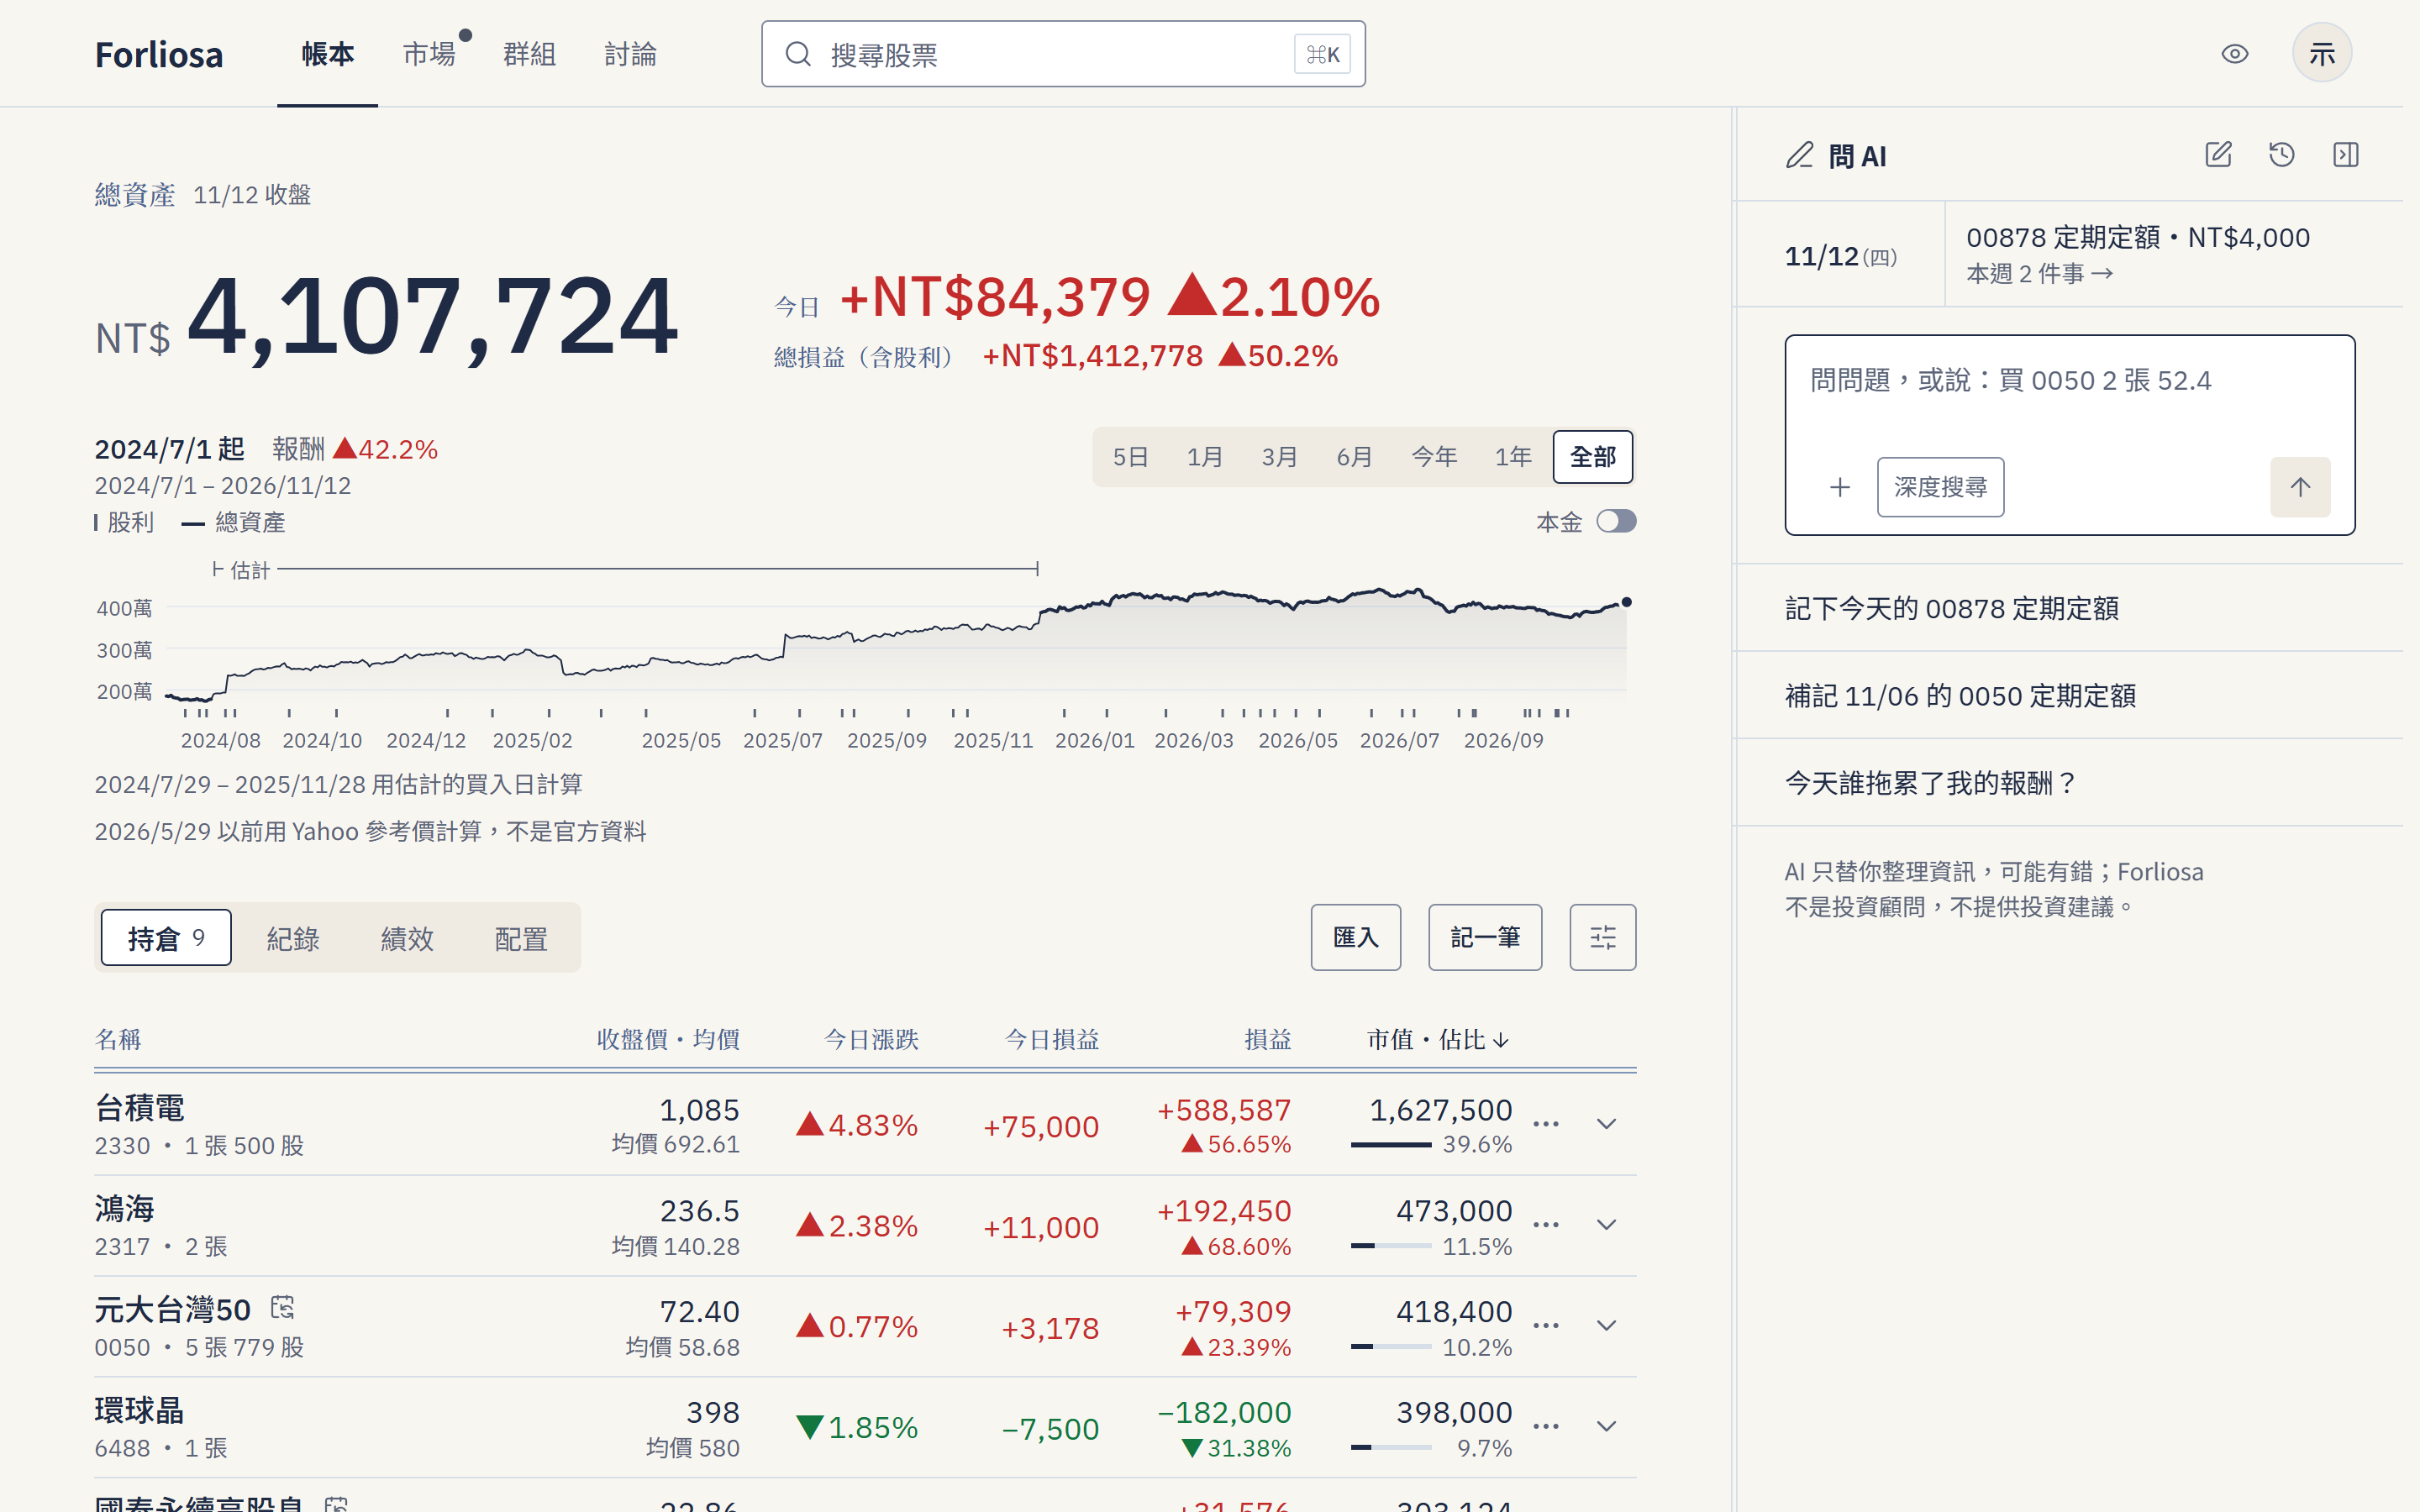 Forliosa 帳本 市場 群組 討論 搜尋股票 ⌘K 示
總資產 11/12 收盤
NT$ 4,107,724
今日 +NT$84,379 ▲2.10%
總損益（含股利） +NT$1,412,778 ▲50.2%
2024/7/1 起 報酬 ▲42.2%
2024/7/1 – 2026/11/12
5日 1月 3月 6月 今年 1年 全部
股利 總資產
本金
估計
400萬
300萬
200萬
2024/08 2024/10 2024/12 2025/02 2025/05 2025/07 2025/09 2025/11 2026/01 2026/03 2026/05 2026/07 2026/09
2024/7/29 – 2025/11/28 用估計的買入日計算
2026/5/29 以前用 Yahoo 參考價計算，不是官方資料
持倉 9 紀錄 績效 配置
匯入 記一筆
名稱 收盤價・均價 今日漲跌 今日損益 損益 市值・佔比 ↓
台積電 1,085 ▲4.83% +75,000 +588,587 1,627,500
2330 ・ 1 張 500 股 均價 692.61 ▲56.65% 39.6%
鴻海 236.5 ▲2.38% +11,000 +192,450 473,000
2317 ・ 2 張 均價 140.28 ▲68.60% 11.5%
元大台灣50 72.40 ▲0.77% +3,178 +79,309 418,400
0050 ・ 5 張 779 股 均價 58.68 ▲23.39% 10.2%
環球晶 398 ▼1.85% −7,500 −182,000 398,000
6488 ・ 1 張 均價 580 ▼31.38% 9.7%
國泰永續高股息 22.86 +31,576 303,124
問 AI
11/12 (四)
00878 定期定額・NT$4,000
本週 2 件事 →
問問題，或說：買 0050 2 張 52.4
深度搜尋
記下今天的 00878 定期定額
補記 11/06 的 0050 定期定額
今天誰拖累了我的報酬？
AI 只替你整理資訊，可能有錯；Forliosa
不是投資顧問，不提供投資建議。